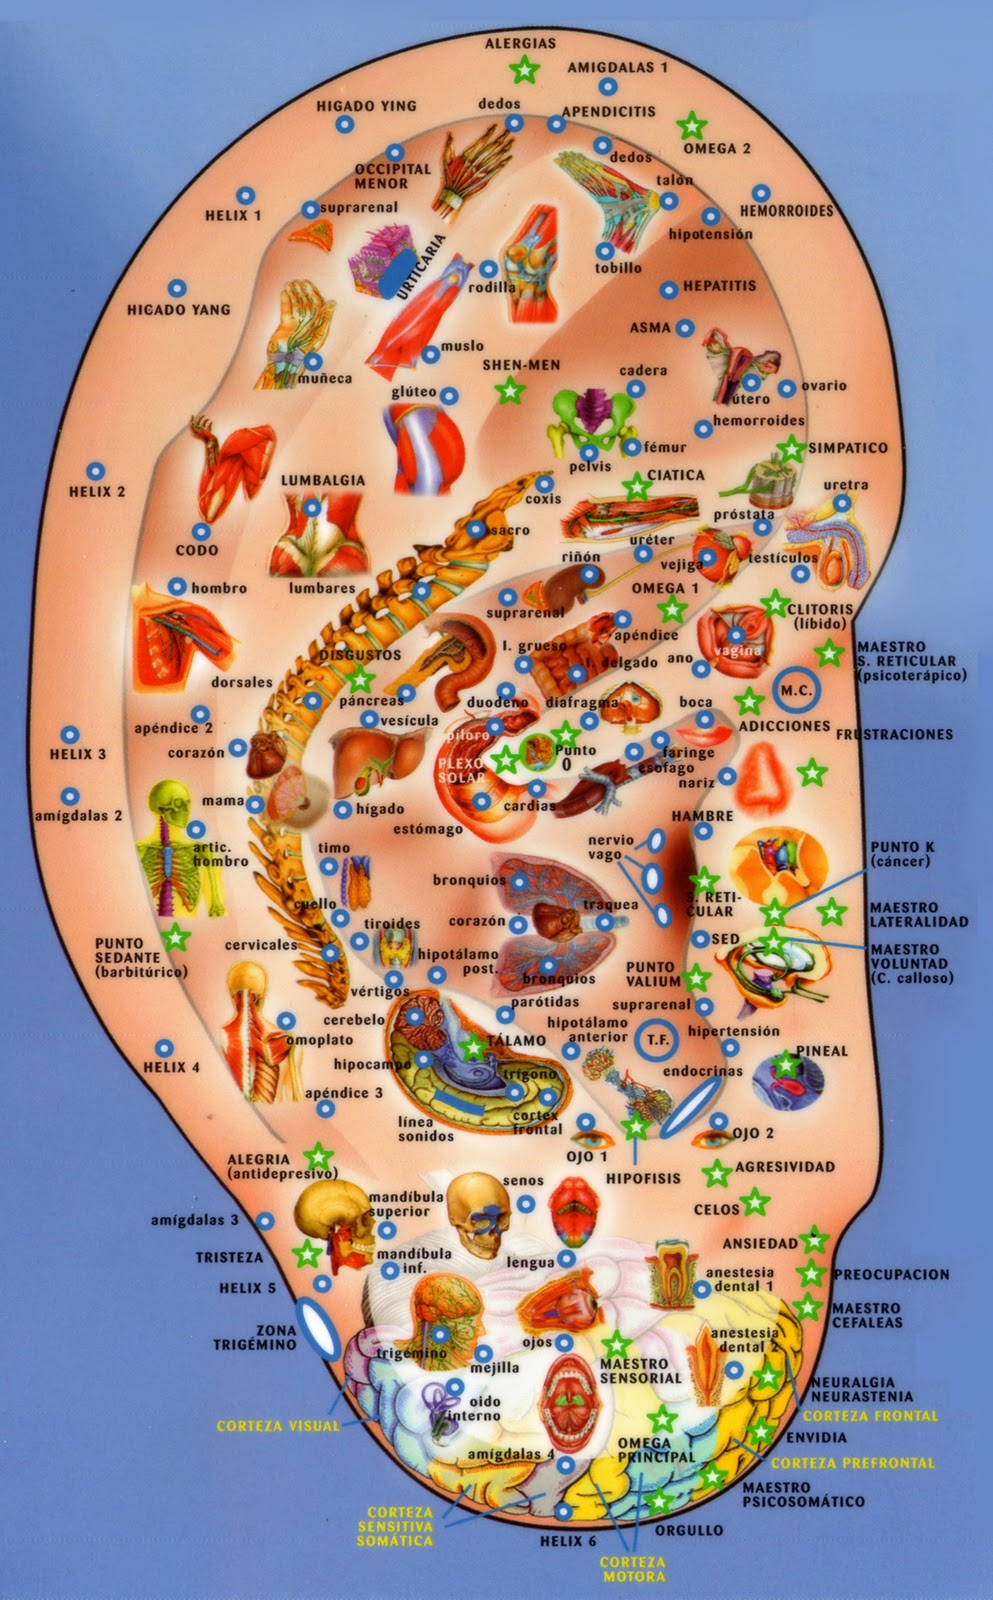 ALERGIAS
AMIGDALAS 1
HIGADO YING
dedos
APENDICITIS
OMEGA 2
dedos
OCCIPITAL
MENOR
talón
HELIX 1
suprarenal
HEMORROIDES
hipotensión
URTICARIA
tobillo
rodilla
HEPATITIS
HIGADO YANG
ASMA
muslo
SHEN-MEN
cadera
muñeca
glúteo
útero
ovario
hemorroides
fémur
SIMPATICO
pelvis
CIATICA
LUMBALGIA
HELIX 2
coxis
uretra
próstata
sacro
CODO
uréter
riñón
vejiga
testículos
hombro
lumbares
OMEGA 1
suprarenal
CLITORIS
(líbido)
apéndice
I. grueso
vagina
DISGUSTOS
I. delgado
ano
MAESTRO
S. RETICULAR
(psicoterápico)
dorsales
M.C.
páncreas
duodeno
diafragma
boca
apéndice 2
vesícula
ADICCIONES
FRUSTRACIONES
píloro
HELIX 3
corazón
Punto
0
faringe
PLEXO
SOLAR
esofago
nariz
mama
hígado
cardias
amígdalas 2
estómago
HAMBRE
nervio
vago
artic.
hombro
timo
PUNTO K
(cáncer)
bronquios
S. RETI-
CULAR
cuello
traquea
MAESTRO
LATERALIDAD
corazón
tiroides
PUNTO
SEDANTE
(barbitúrico)
cervicales
SED
hipotálamo
post.
MAESTRO
VOLUNTAD
(C. calloso)
PUNTO
VALIUM
bronquios
vértigos
parótidas
suprarenal
cerebelo
hipotálamo
anterior
hipertensión
omoplato
T.F.
TÁLAMO
PINEAL
HELIX 4
hipocampo
endocrinas
trígono
apéndice 3
línea
sonidos
cortex
frontal
OJO 1
OJO 2
ALEGRIA
(antidepresivo)
HIPOFISIS
AGRESIVIDAD
senos
mandíbula
superior
CELOS
amígdalas 3
TRISTEZA
mandíbula
inf.
ANSIEDAD
lengua
anestesia
dental 1
PREOCUPACION
HELIX 5
MAESTRO
CEFALEAS
ZONA
TRIGÉMINO
trigémino
ojos
anestesia
dental 2
mejilla
MAESTRO
SENSORIAL
NEURALGIA
NEURASTENIA
CORTEZA VISUAL
oido
interno
CORTEZA FRONTAL
ENVIDIA
amígdalas 4
OMEGA
PRINCIPAL
CORTEZA PREFRONTAL
MAESTRO
PSICOSOMÁTICO
CORTEZA
SENSITIVA
SOMÁTICA
ORGULLO
HELIX 6
CORTEZA
MOTORA